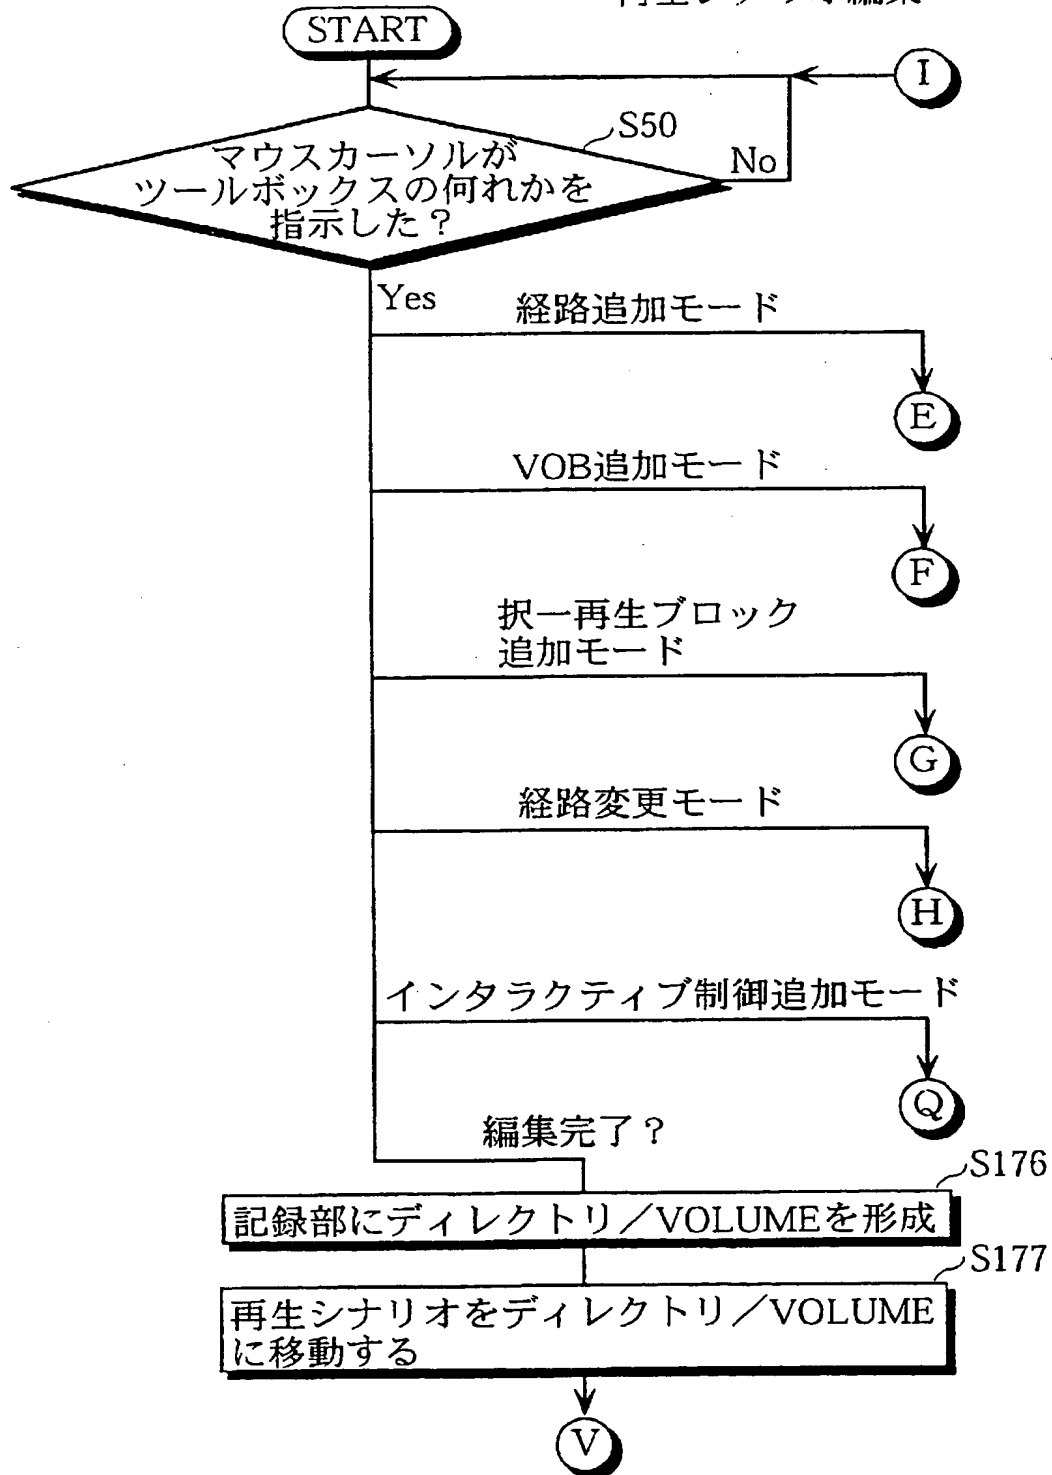 START
I
S50
マウスカーソルが
ツールボックスの何れかを
指示した？
No
Yes
経路追加モード
E
VOB追加モード
F
択一再生ブロック
追加モード
G
経路変更モード
H
インタラクティブ制御追加モード
Q
編集完了？
S176
記録部にディレクトリ／VOLUMEを形成
S177
再生シナリオをディレクトリ／VOLUME
に移動する
V